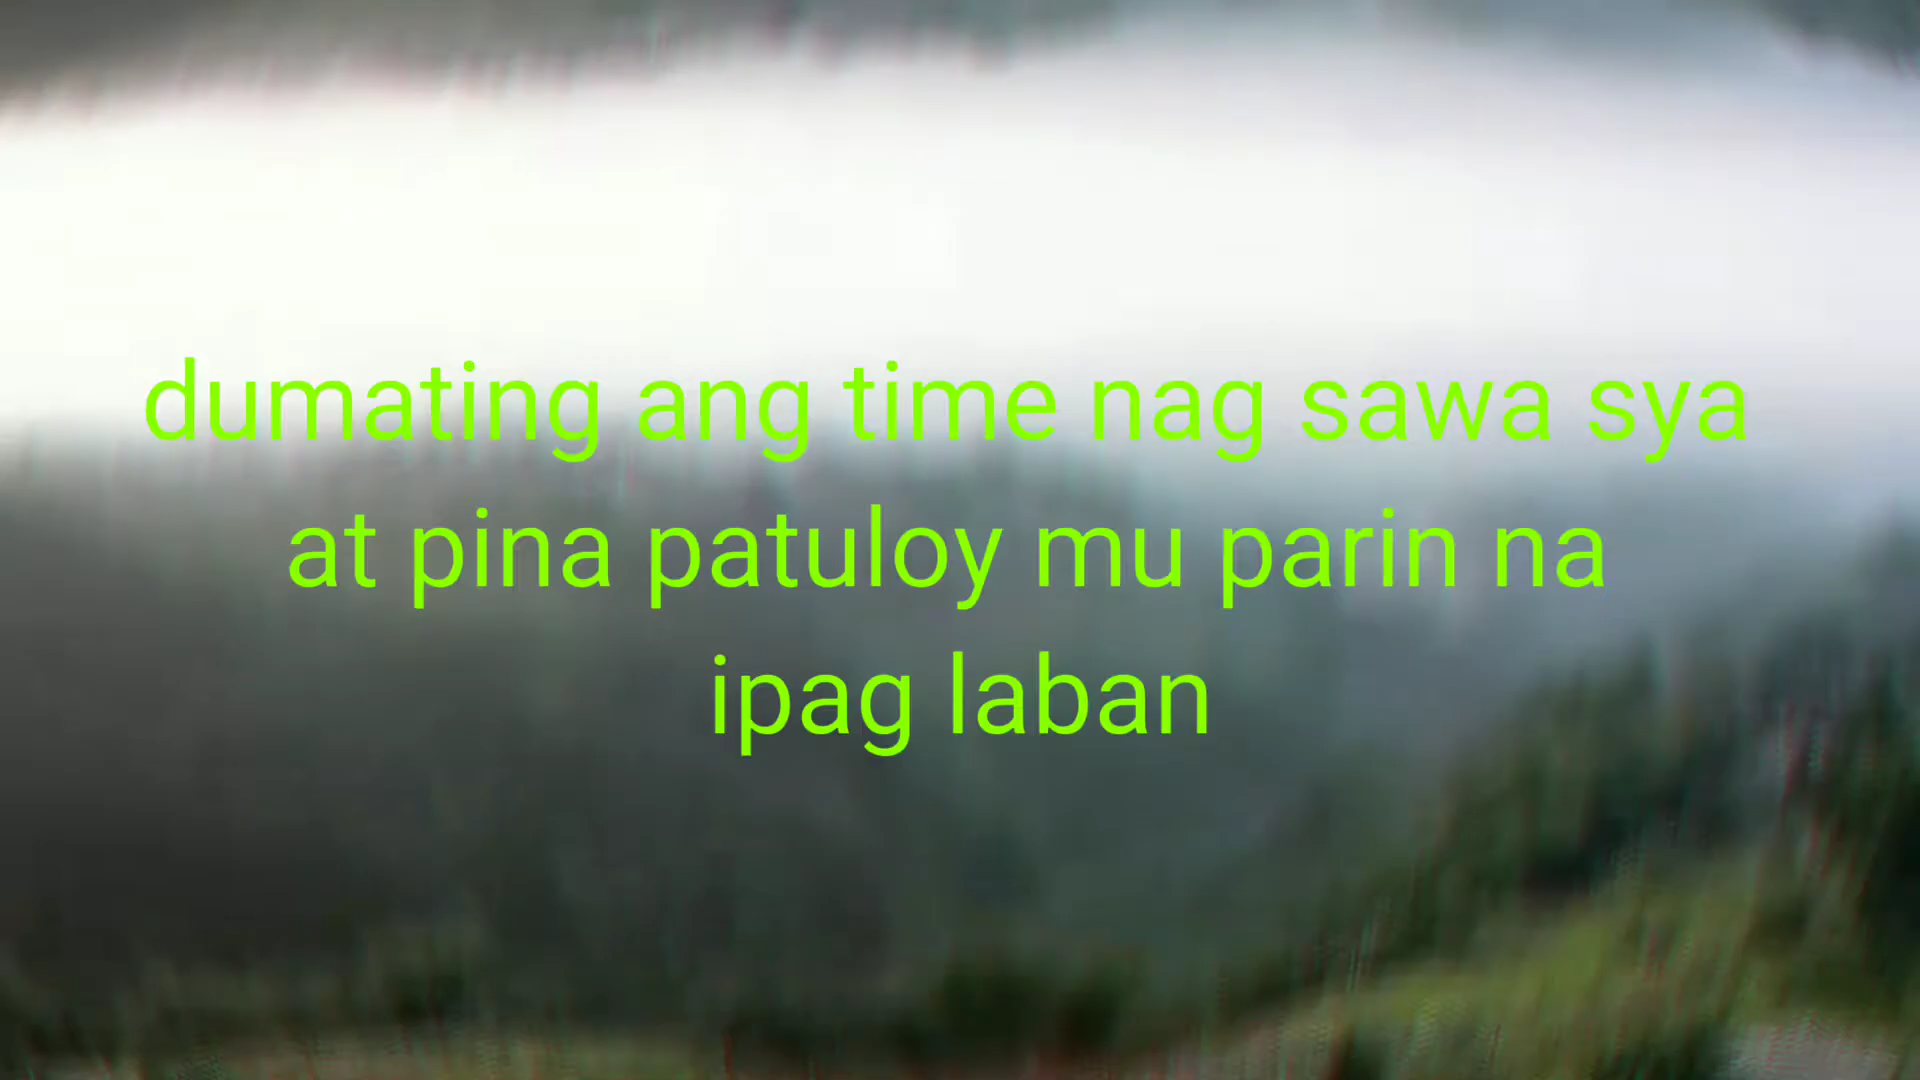 dumating ang time nag sawa sya
at pina patuloy mu parin na
ipag laban